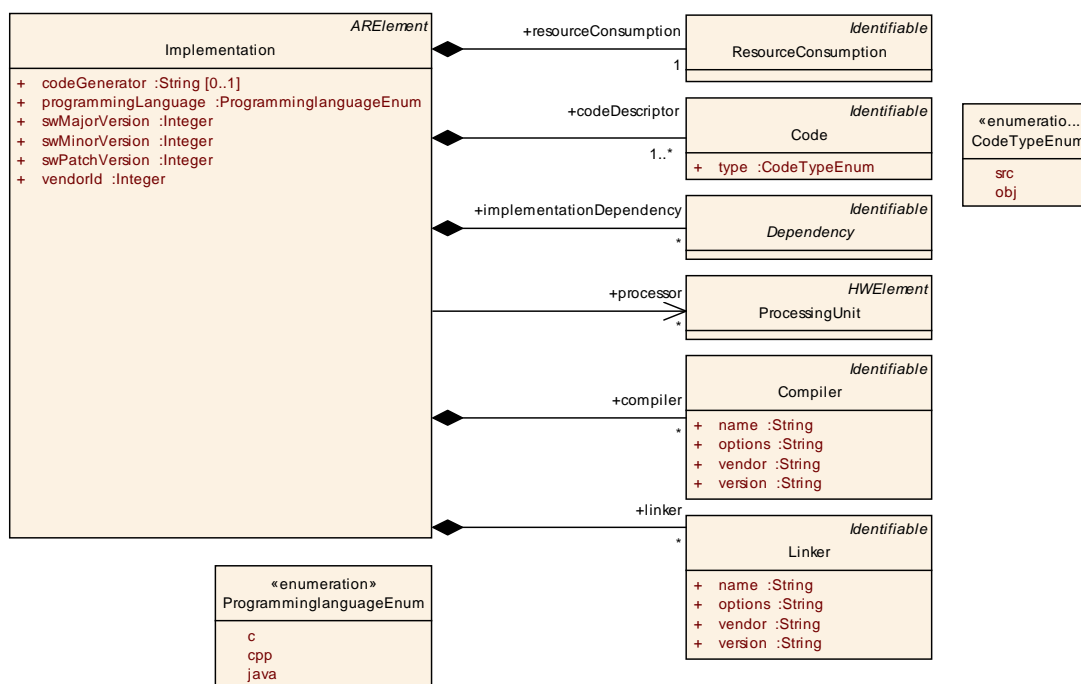 ARElement
Implementation
+ codeGenerator :String [0..1]
+ programmingLanguage :ProgramminglanguageEnum
+ swMajorVersion :Integer
+ swMinorVersion :Integer
+ swPatchVersion :Integer
+ vendorId :Integer
+resourceConsumption
1
Identifiable
ResourceConsumption
+codeDescriptor
1..*
Identifiable
Code
+ type :CodeTypeEnum
«enumeratio...
CodeTypeEnum
src
obj
+implementationDependency
*
Identifiable
Dependency
+processor
*
HWElement
ProcessingUnit
+compiler
*
Identifiable
Compiler
+ name :String
+ options :String
+ vendor :String
+ version :String
+linker
*
Identifiable
Linker
+ name :String
+ options :String
+ vendor :String
+ version :String
«enumeration»
ProgramminglanguageEnum
c
cpp
java